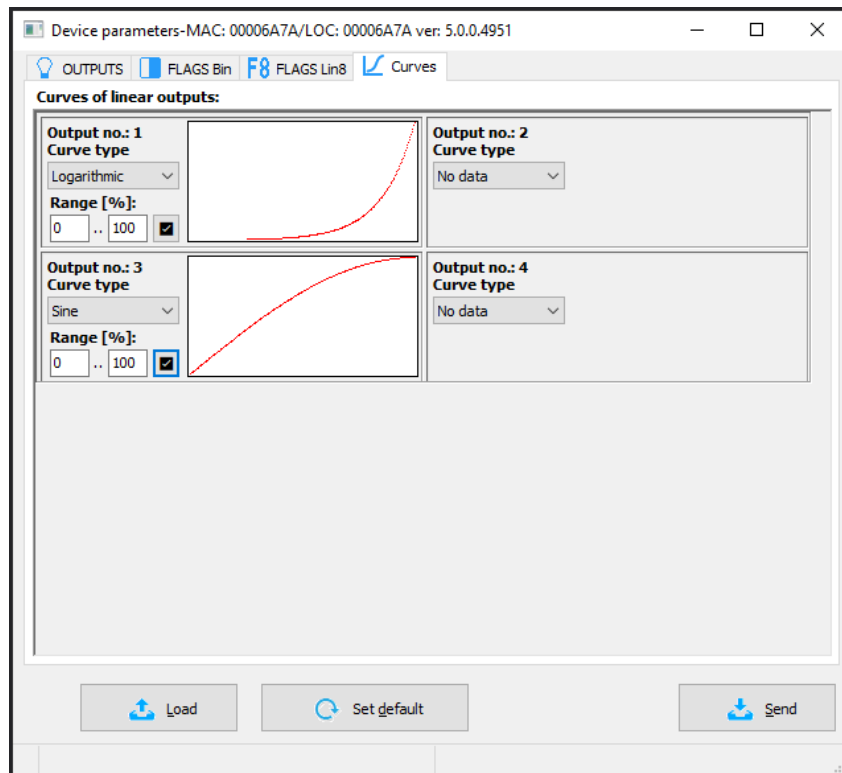 Device parameters-MAC: 00006A7A/LOC: 00006A7A ver: 5.0.0.4951
OUTPUTS FLAGS Bin F8 FLAGS Lin8 Curves
Curves of linear outputs:
Output no.: 1
Curve type
Logarithmic
Range [%]:
0 .. 100
Output no.: 2
Curve type
No data
Output no.: 3
Curve type
Sine
Range [%]:
0 .. 100
Output no.: 4
Curve type
No data
Load Set default Send